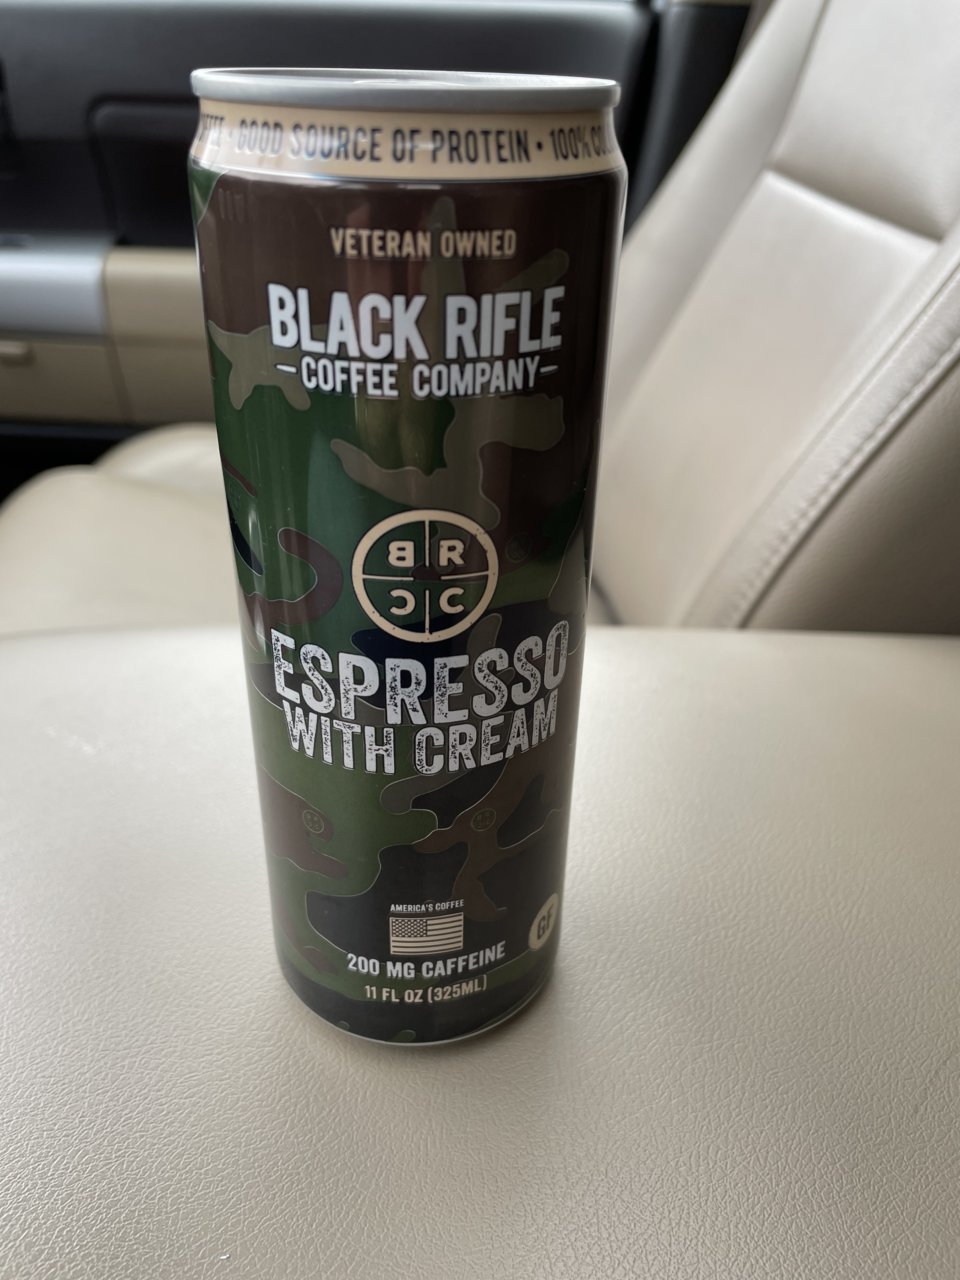 • GOOD SOURCE OF PROTEIN • 100%
VETERAN OWNED
BLACK RIFLE
—COFFEE COMPANY—
B R
C C
ESPRESSO
WITH CREAM
AMERICA'S COFFEE
GF
200 MG CAFFEINE
11 FL OZ (325ML)